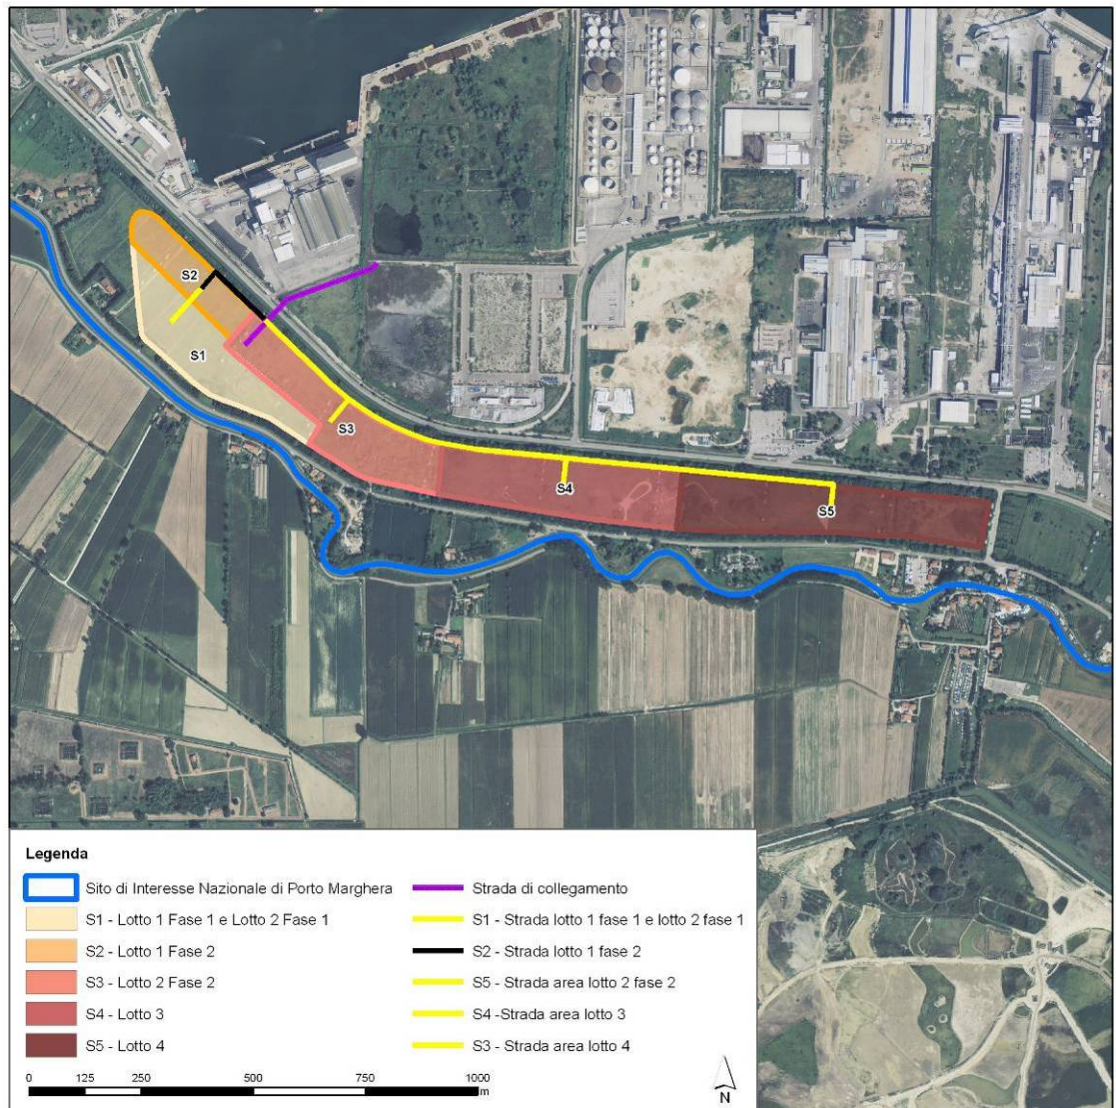 S2
S1
S3
S4
S5
Legenda
Sito di Interesse Nazionale di Porto Marghera
S1 - Lotto 1 Fase 1 e Lotto 2 Fase 1
S2 - Lotto 1 Fase 2
S3 - Lotto 2 Fase 2
S4 - Lotto 3
S5 - Lotto 4
Strada di collegamento
S1 - Strada lotto 1 fase 1 e lotto 2 fase 1
S2 - Strada lotto 1 fase 2
S5 - Strada area lotto 2 fase 2
S4 -Strada area lotto 3
S3 - Strada area lotto 4
0 125 250 500 750 1000
m
N